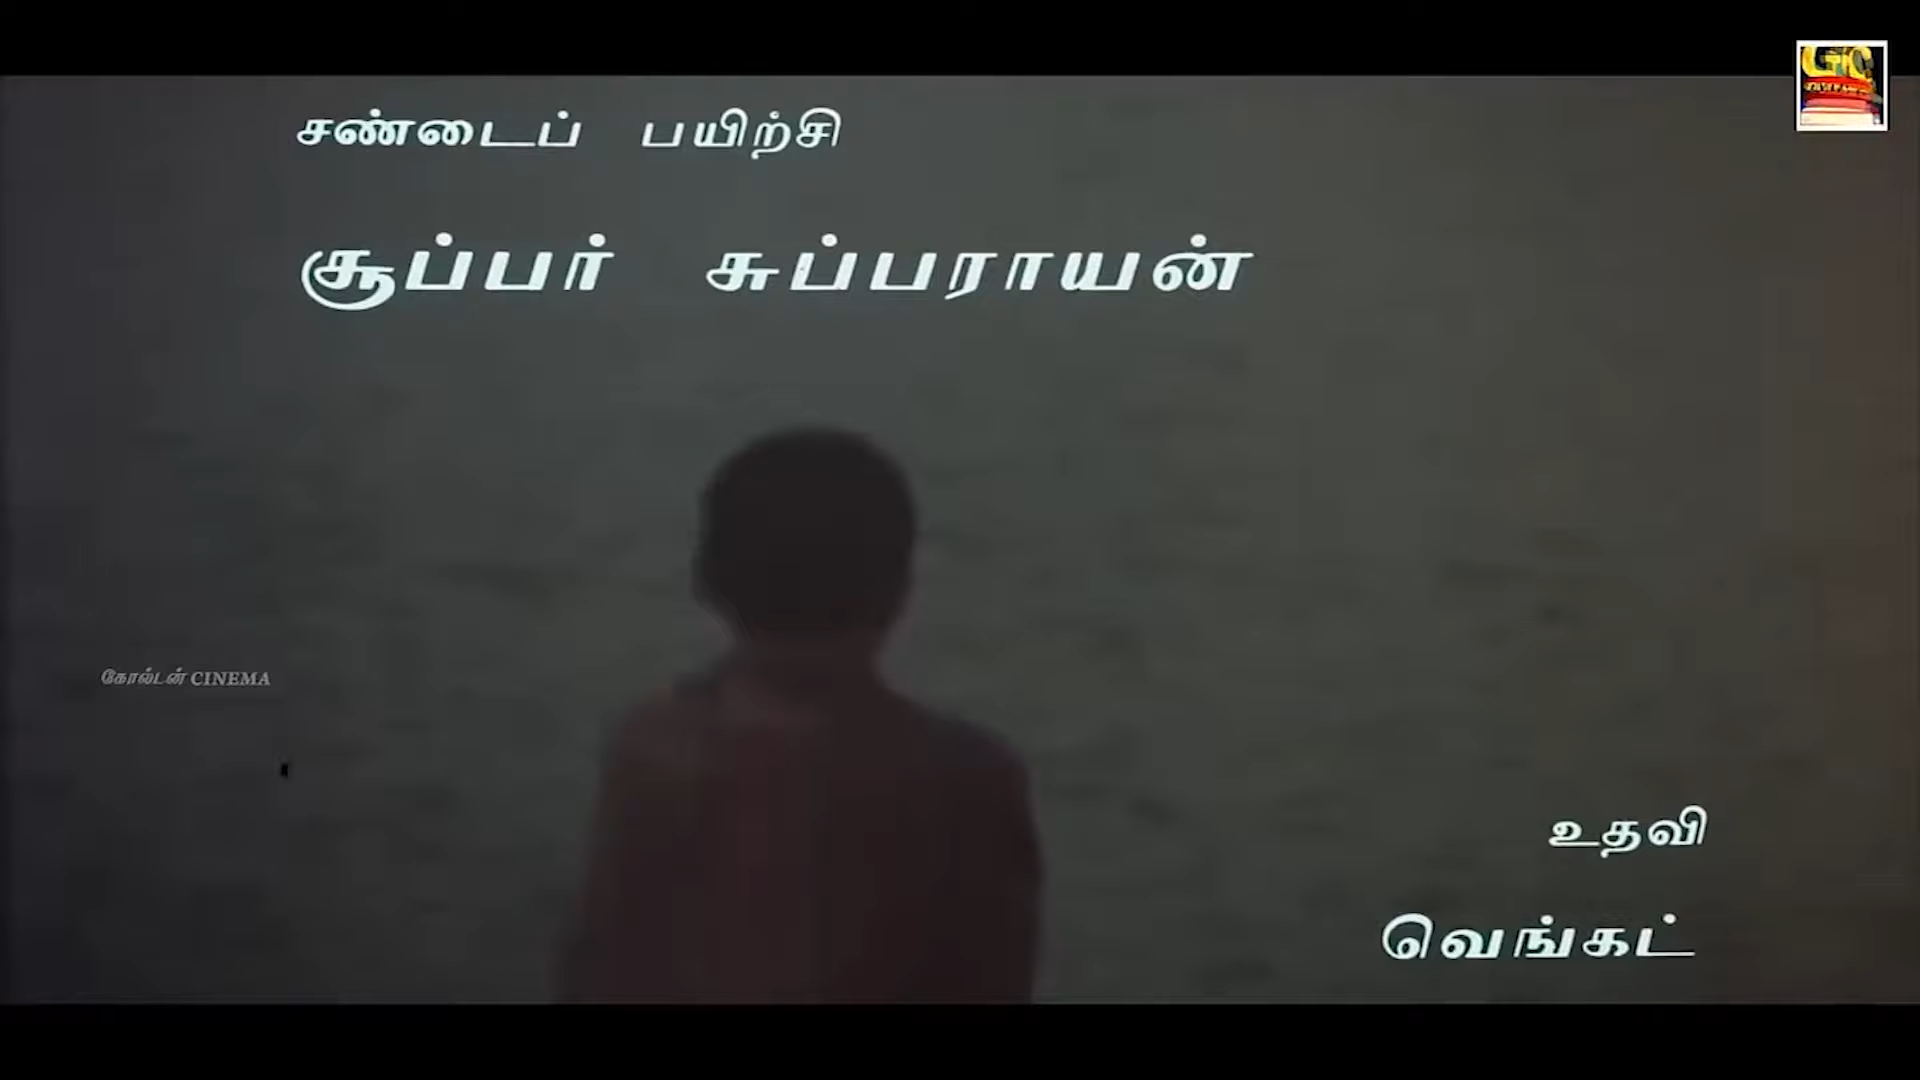 சண்டைப் பயிற்சி
சூப்பர் சுப்பராயன்
கோல்டன் CINEMA
உதவி
வெங்கட்